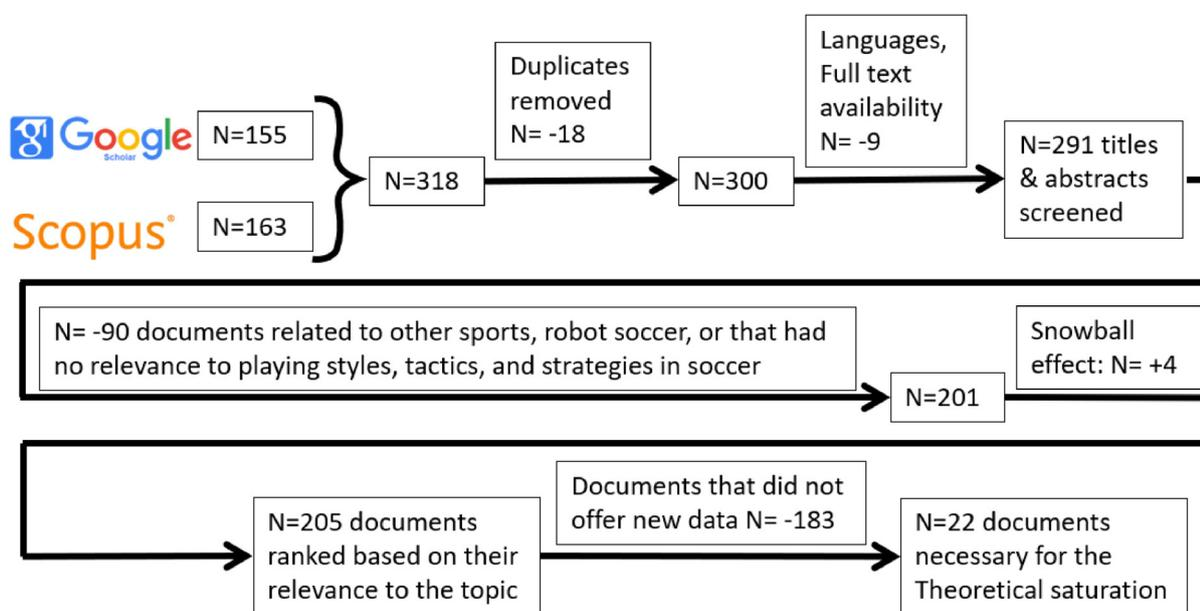 Google
Scholar
N=155
Scopus®
N=163
N=318
Duplicates
removed
N= -18
N=300
Languages,
Full text
availability
N= -9
N=291 titles
& abstracts
screened
N= -90 documents related to other sports, robot soccer, or that had
no relevance to playing styles, tactics, and strategies in soccer
N=201
Snowball
effect: N= +4
N=205 documents
ranked based on their
relevance to the topic
Documents that did not
offer new data N= -183
N=22 documents
necessary for the
Theoretical saturation